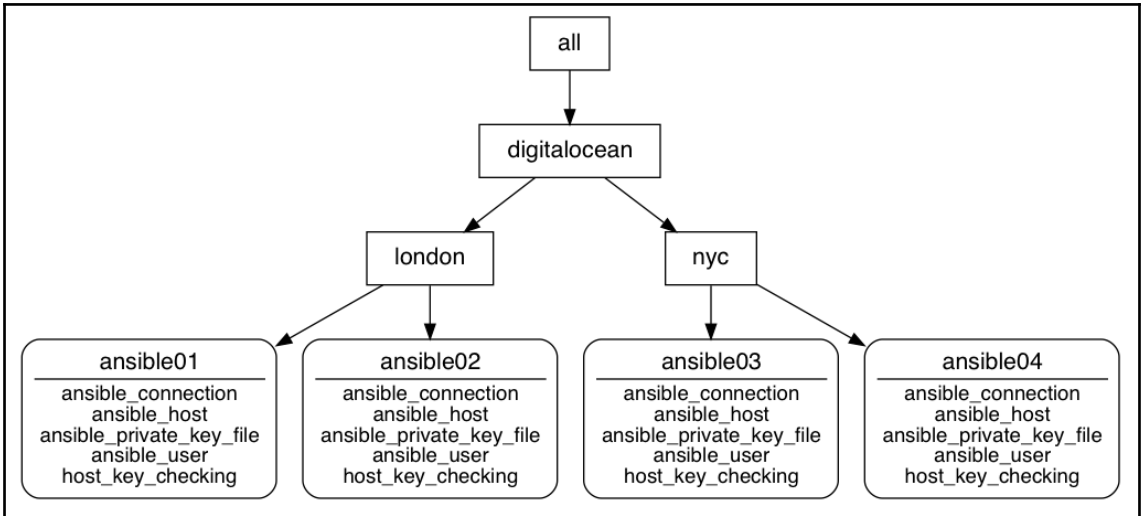 all
digitalocean
london
nyc
ansible01
ansible_connection
ansible_host
ansible_private_key_file
ansible_user
host_key_checking
ansible02
ansible_connection
ansible_host
ansible_private_key_file
ansible_user
host_key_checking
ansible03
ansible_connection
ansible_host
ansible_private_key_file
ansible_user
host_key_checking
ansible04
ansible_connection
ansible_host
ansible_private_key_file
ansible_user
host_key_checking